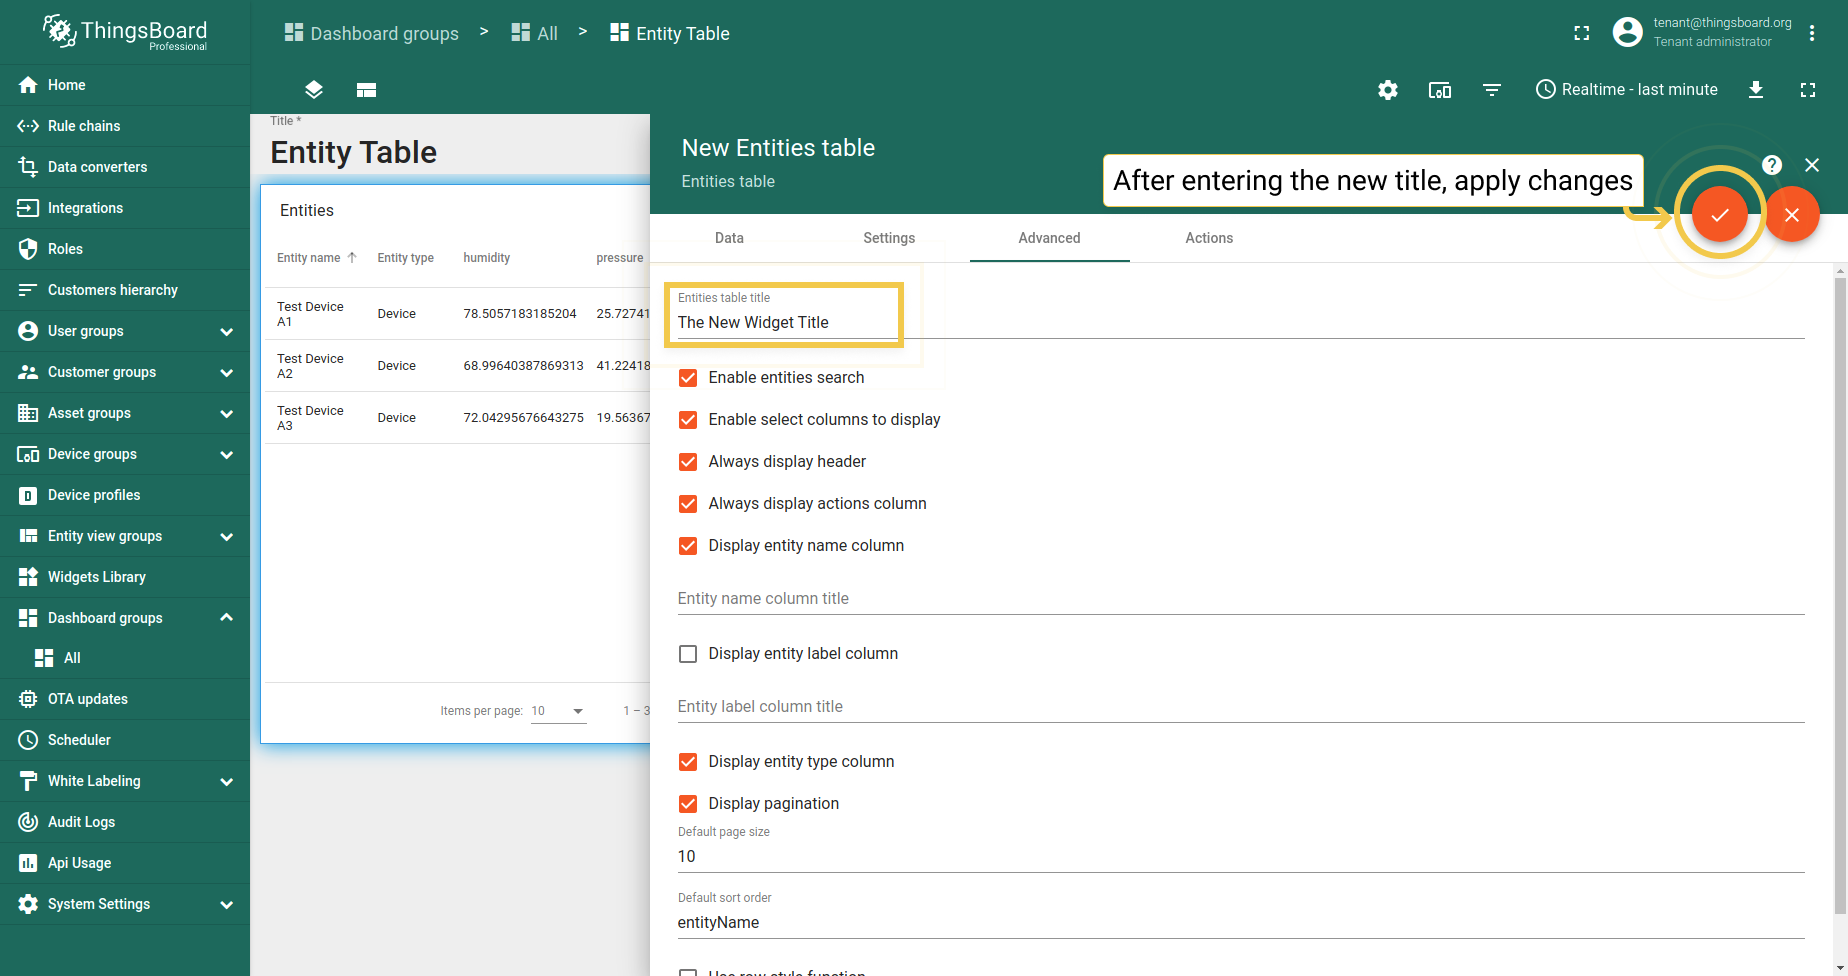 ThingsBoard
Professional
Dashboard groups > All > Entity Table
tenant@thingsboard.org
Tenant administrator
Realtime - last minute
Home
Rule chains
Data converters
Integrations
Roles
Customers hierarchy
User groups
Customer groups
Asset groups
Device groups
Device profiles
Entity view groups
Widgets Library
Dashboard groups
All
OTA updates
Scheduler
White Labeling
Audit Logs
Api Usage
System Settings
Title *
Entity Table
Entities
Entity name Entity type humidity pressure
Test Device A1 Device 78.5057183185204 25.72741
Test Device A2 Device 68.99640387869313 41.22418
Test Device A3 Device 72.04295676643275 19.56367
Items per page: 10 1 – 3
New Entities table
Entities table
After entering the new title, apply changes
Data Settings Advanced Actions
Entities table title
The New Widget Title
Enable entities search
Enable select columns to display
Always display header
Always display actions column
Display entity name column
Entity name column title
Display entity label column
Entity label column title
Display entity type column
Display pagination
Default page size
10
Default sort order
entityName
Use row style function